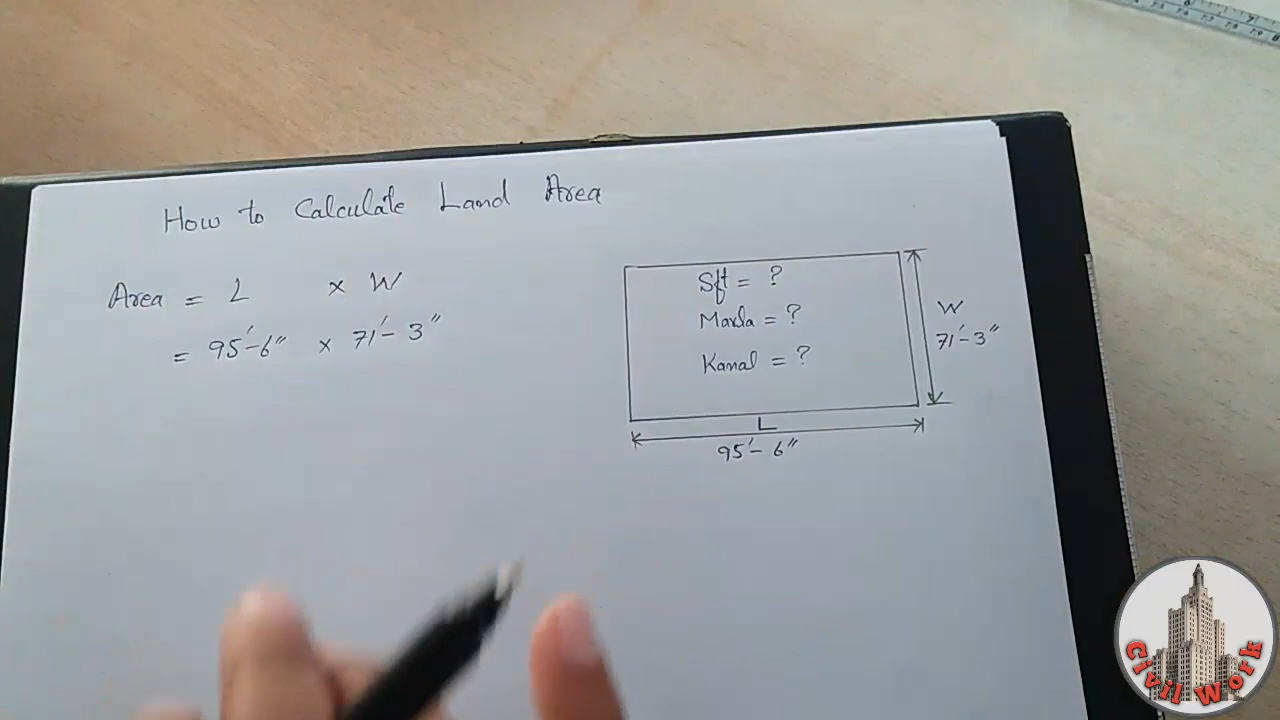 How to Calculate Land Area
Area = L × W
= 95'-6" × 71'-3"
Sft = ?
Marla = ?
Kanal = ?
W
71'-3"
L
95'-6"
Civil Work